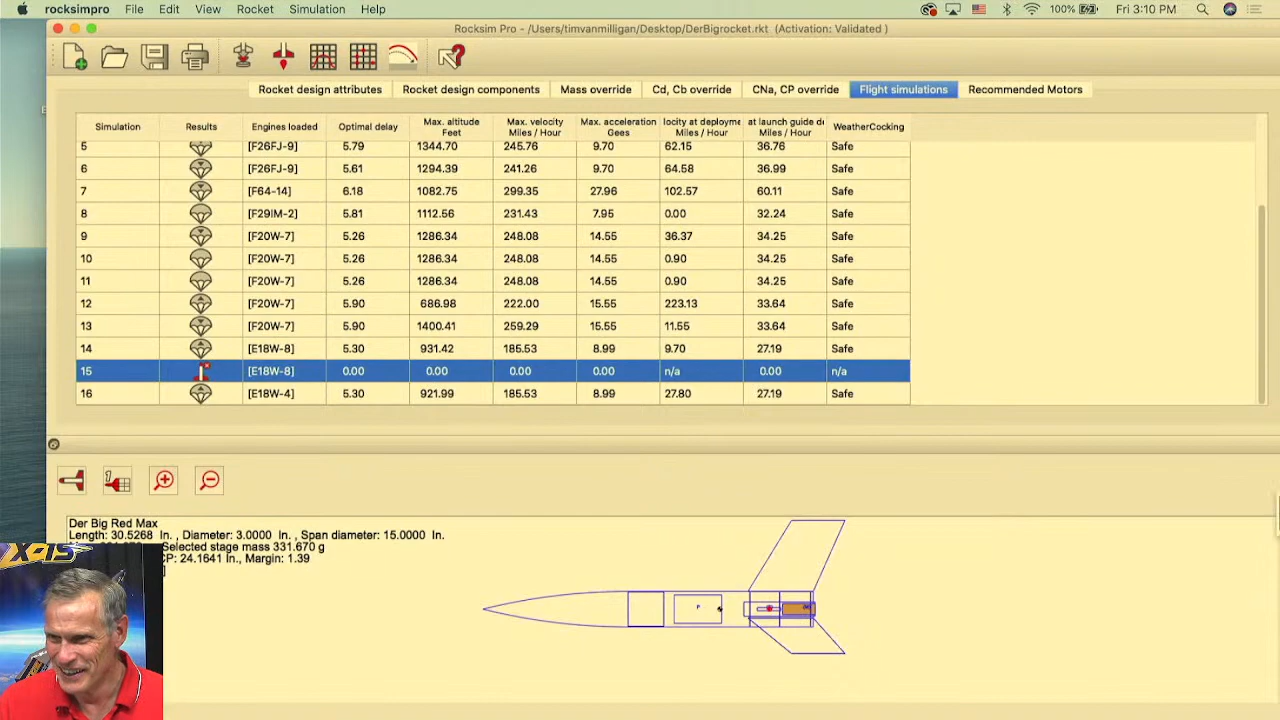 rocksimpro File Edit View Rocket Simulation Help 100% Fri 3:10 PM
Rocksim Pro - /Users/timvanmilligan/Desktop/DerBigrocket.rkt (Activation: Validated )
Rocket design attributes Rocket design components Mass override Cd, Cb override CNa, CP override Flight simulations Recommended Motors
Simulation Results Engines loaded Optimal delay Max. altitude Feet Max. velocity Miles / Hour Max. acceleration Gees locity at deployme Miles / Hour at launch guide de Miles / Hour WeatherCocking
5 [F26FJ-9] 5.79 1344.70 245.76 9.70 62.15 36.76 Safe
6 [F26FJ-9] 5.61 1294.39 241.26 9.70 64.58 36.99 Safe
7 [F64-14] 6.18 1082.75 299.35 27.96 102.57 60.11 Safe
8 [F29IM-2] 5.81 1112.56 231.43 7.95 0.00 32.24 Safe
9 [F20W-7] 5.26 1286.34 248.08 14.55 36.37 34.25 Safe
10 [F20W-7] 5.26 1286.34 248.08 14.55 0.90 34.25 Safe
11 [F20W-7] 5.26 1286.34 248.08 14.55 0.90 34.25 Safe
12 [F20W-7] 5.90 686.98 222.00 15.55 223.13 33.64 Safe
13 [F20W-7] 5.90 1400.41 259.29 15.55 11.55 33.64 Safe
14 [E18W-8] 5.30 931.42 185.53 8.99 9.70 27.19 Safe
15 [E18W-8] 0.00 0.00 0.00 0.00 n/a 0.00 n/a
16 [E18W-4] 5.30 921.99 185.53 8.99 27.80 27.19 Safe
Der Big Red Max
Length: 30.5268 In. , Diameter: 3.0000 In. , Span diameter: 15.0000 In.
Selected stage mass 331.670 g
CP: 24.1641 In., Margin: 1.39